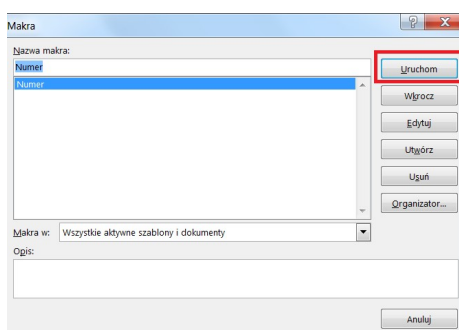 Makra
Nazwa makra:
Numer
Numer
Uruchom
Wkrocz
Edytuj
Utwórz
Usuń
Organizator...
Makra w: Wszystkie aktywne szablony i dokumenty
Opis:
Anuluj